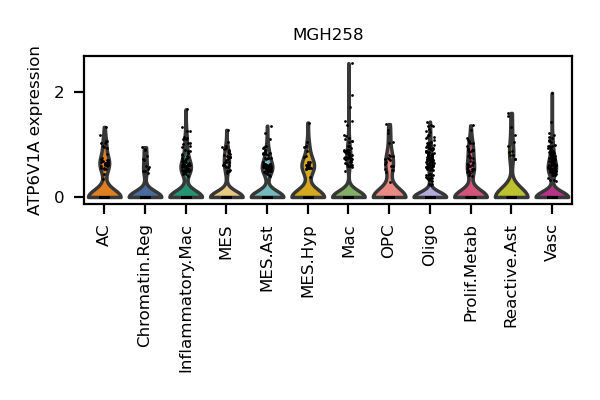 MGH258
ATP6V1A expression
2
0
AC
Chromatin.Reg
Inflammatory.Mac
MES
MES.Ast
MES.Hyp
Mac
OPC
Oligo
Prolif.Metab
Reactive.Ast
Vasc